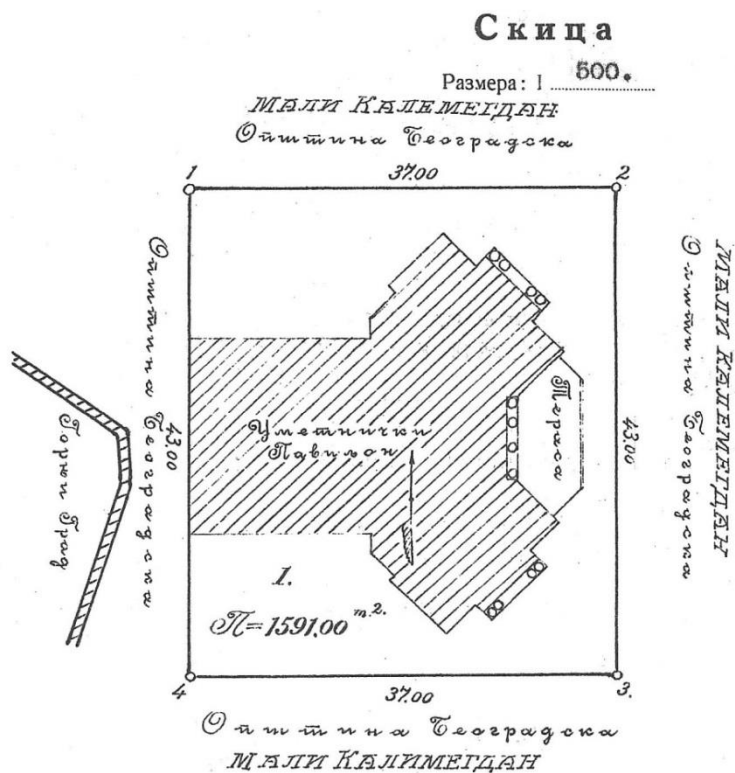 Скица
Размера: 1 500.
МАЛИ КАЛЕМЕГДАН
Општина Београдска
1
37.00
2
Општина Београдска
43.00
Горњи Град
Уметнички
Павилон
Тераса
43.00
Општина Београдска
МАЛИ КАЛЕМЕГДАН
1.
П=1591,00 m.2.
4
37.00
3.
Општина Београдска
МАЛИ КАЛИМЕГДАН